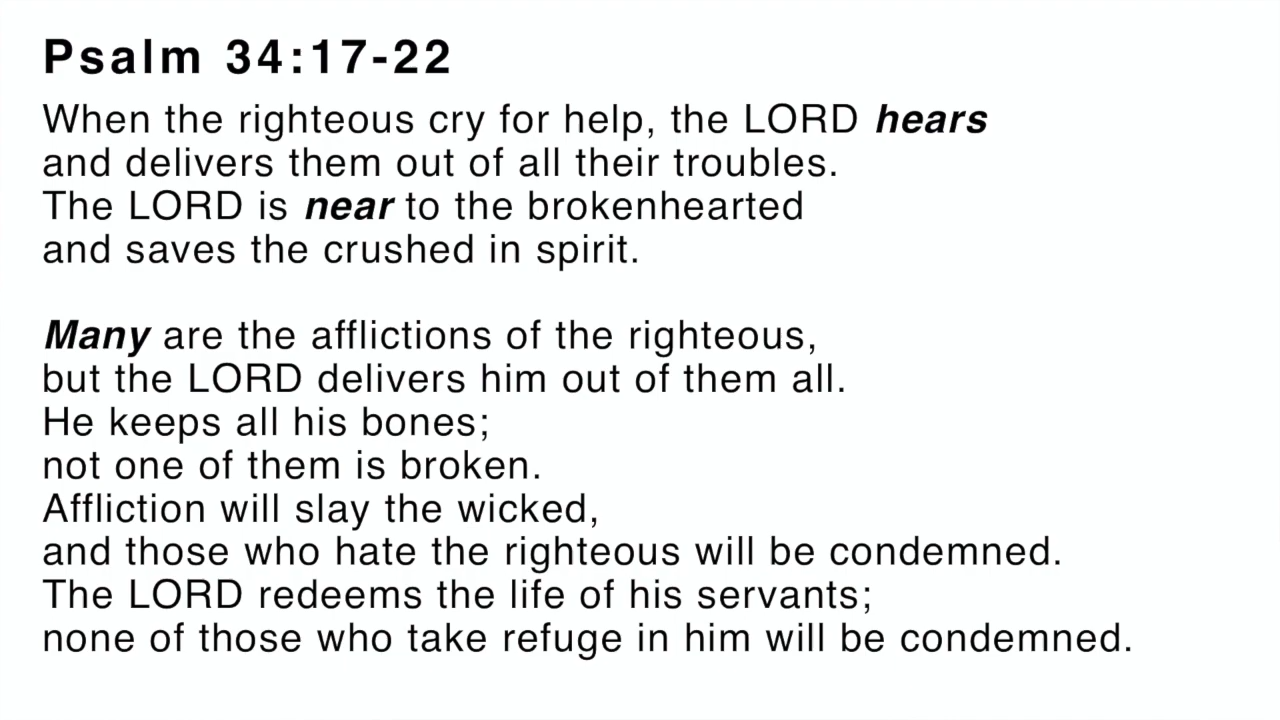 Psalm 34:17-22
When the righteous cry for help, the LORD hears
and delivers them out of all their troubles.
The LORD is near to the brokenhearted
and saves the crushed in spirit.
Many are the afflictions of the righteous,
but the LORD delivers him out of them all.
He keeps all his bones;
not one of them is broken.
Affliction will slay the wicked,
and those who hate the righteous will be condemned.
The LORD redeems the life of his servants;
none of those who take refuge in him will be condemned.